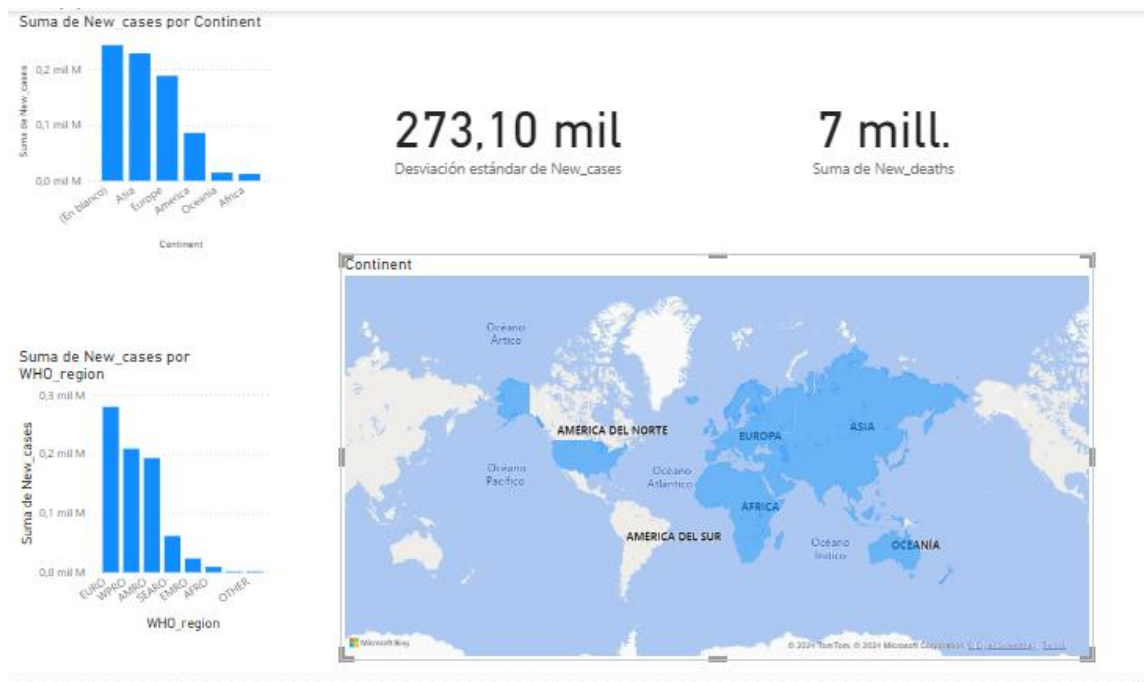 Suma de New_cases por Continent
Suma de New_cases
0,2 mil M
0,1 mil M
0,0 mil M
(En blanco)
Asia
Europe
America
Oceania
Africa
Continent
273,10 mil
Desviación estándar de New_cases
7 mill.
Suma de New_deaths
Suma de New_cases por
WHO_region
Suma de New_cases
0,3 mil M
0,2 mil M
0,1 mil M
0,0 mil M
EURO
WPRO
AMRO
SEARO
EMRO
AFRO
OTHER
WHO_region
Continent
Océano
Ártico
AMÉRICA DEL NORTE
EUROPA
ASIA
Océano
Pacífico
Océano
Atlántico
ÁFRICA
AMÉRICA DEL SUR
Océano
Índico
OCEANÍA
Microsoft Bing
© 2024 TomTom, © 2024 Microsoft Corporation